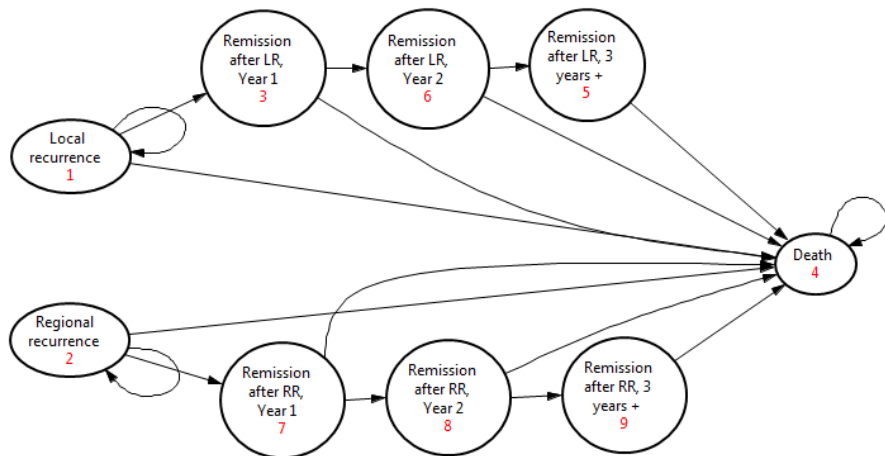 Remission
after LR,
Year 1
3
Remission
after LR,
Year 2
6
Remission
after LR, 3
years +
5
Local
recurrence
1
Death
4
Regional
recurrence
2
Remission
after RR,
Year 1
7
Remission
after RR,
Year 2
8
Remission
after RR, 3
years +
9